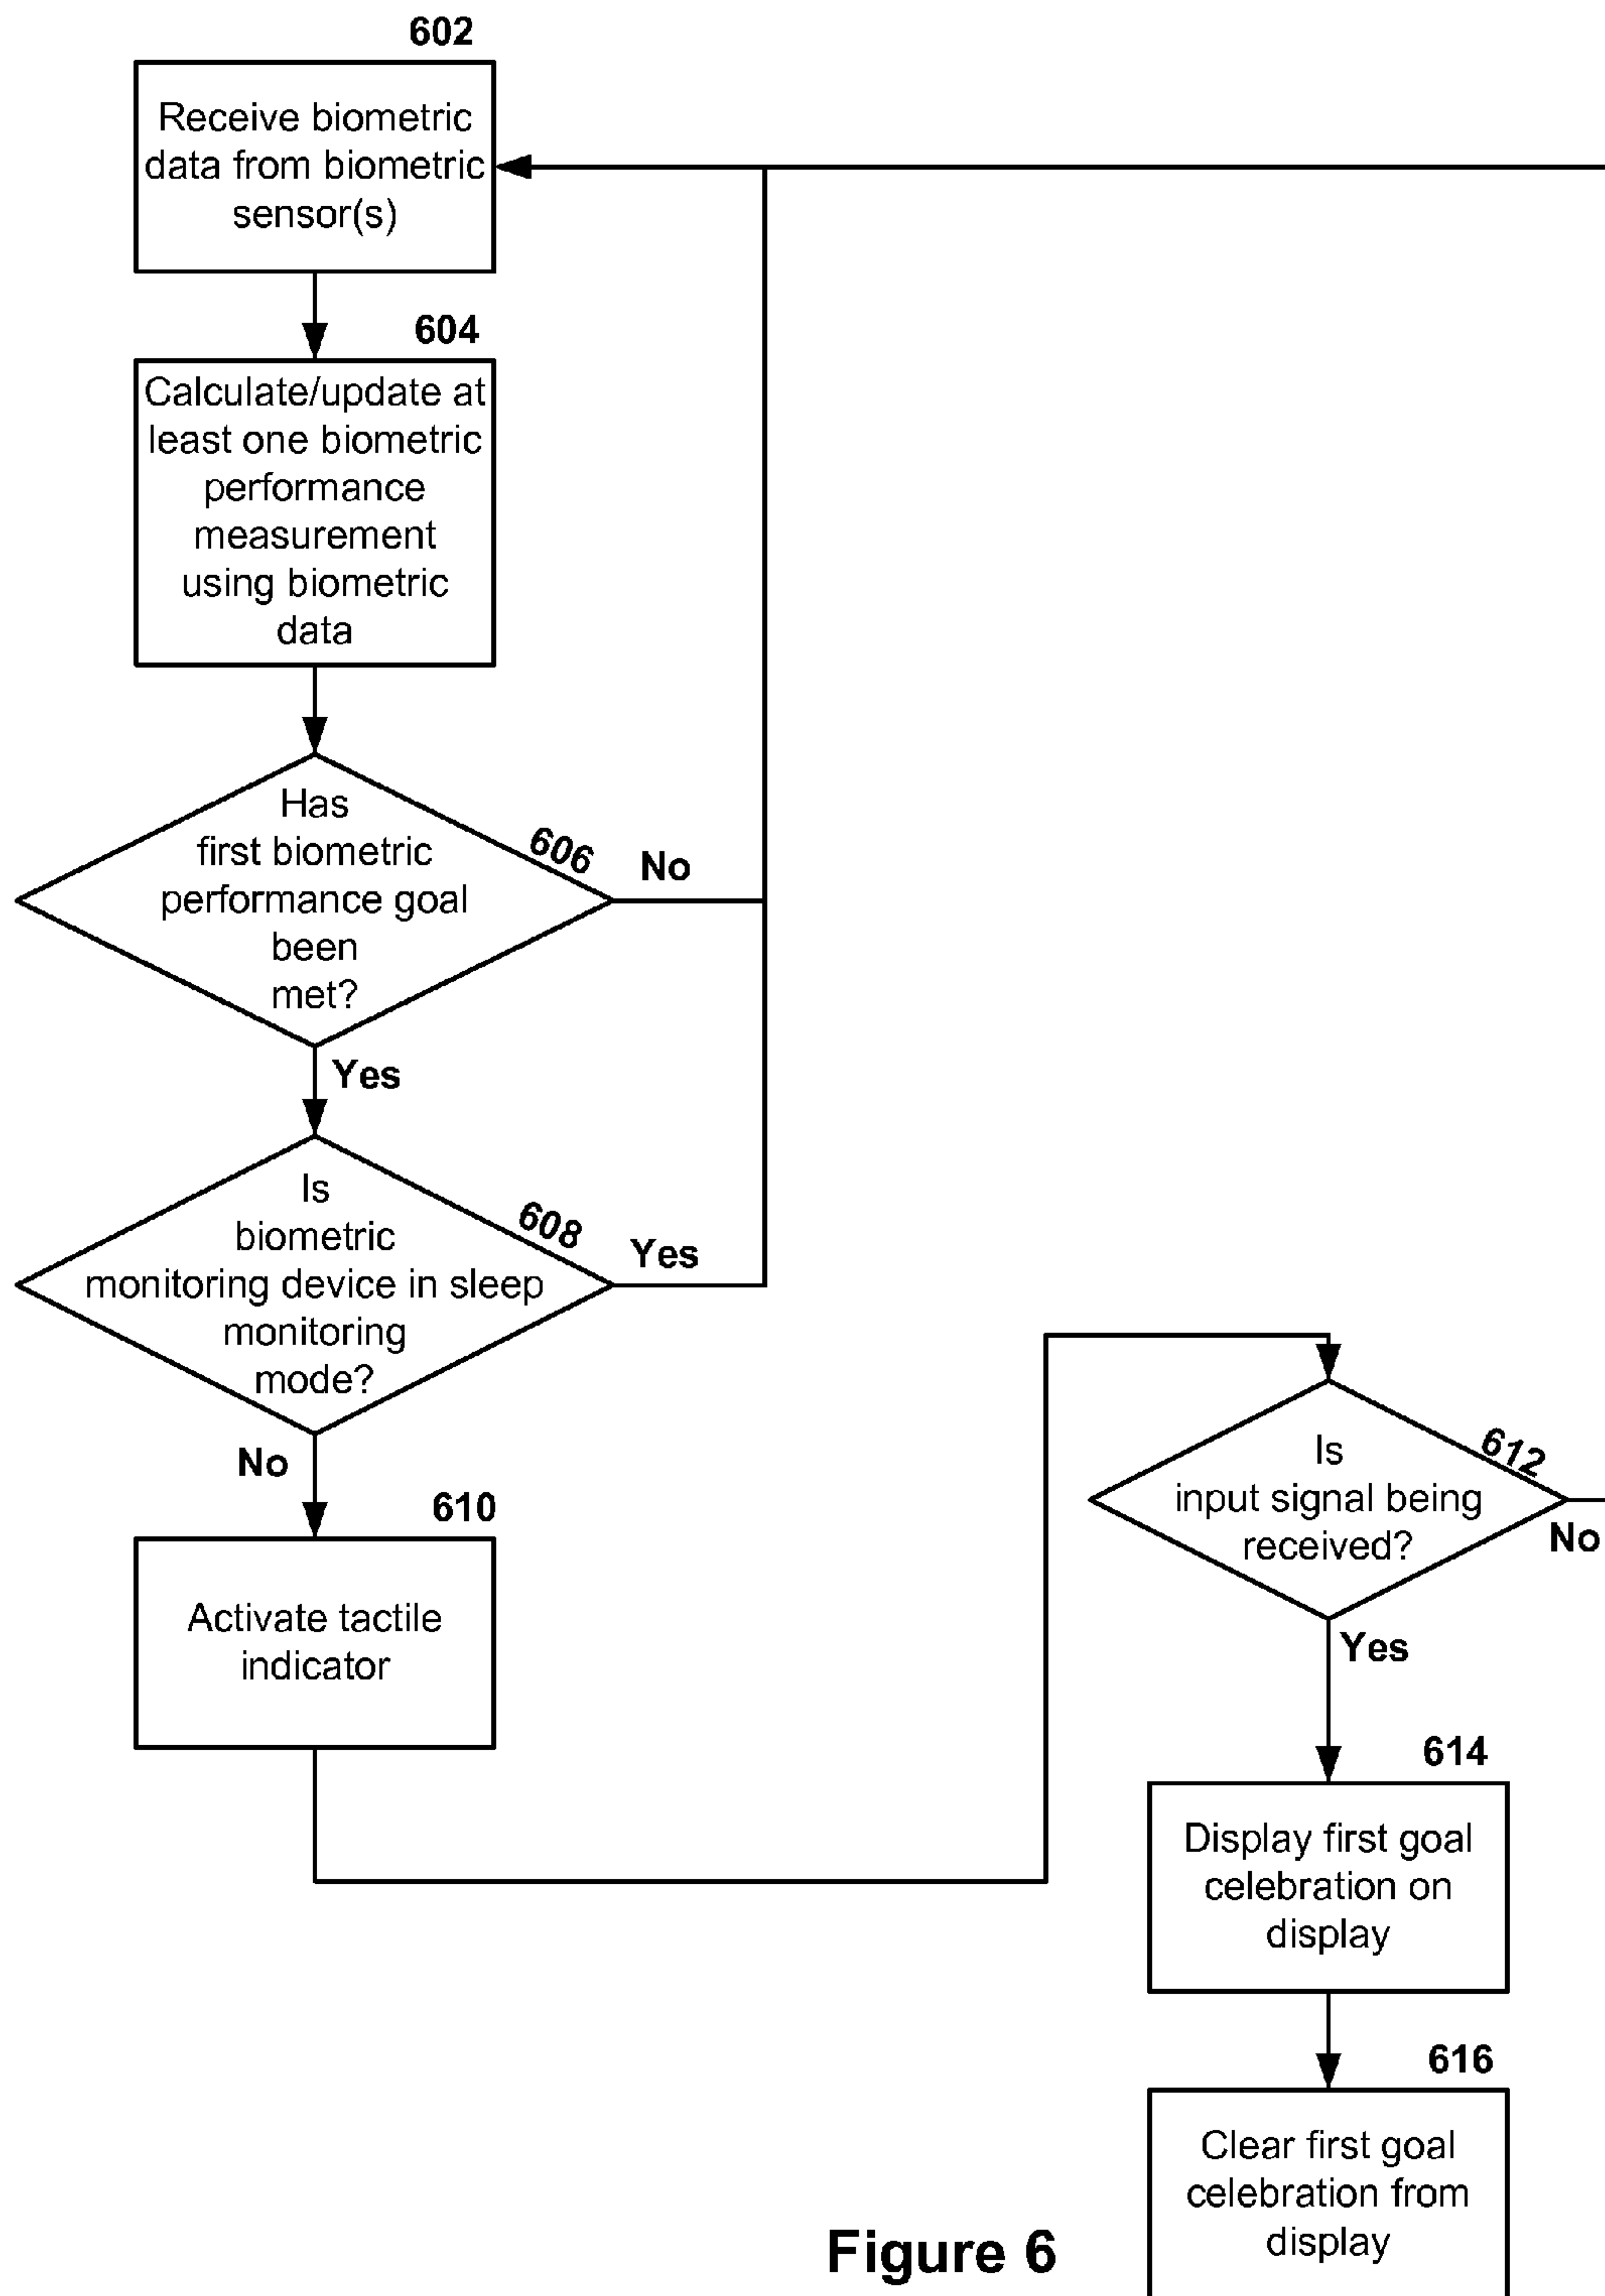 602
Receive biometric
data from biometric
sensor(s)
604
Calculate/update at
least one biometric
performance
measurement
using biometric
data
Has
first biometric
performance goal
been
met?
606
No
Yes
Is
biometric
monitoring device in sleep
monitoring
mode?
608
Yes
No
610
Activate tactile
indicator
Is
input signal being
received?
612
No
Yes
614
Display first goal
celebration on
display
616
Clear first goal
celebration from
display
Figure 6